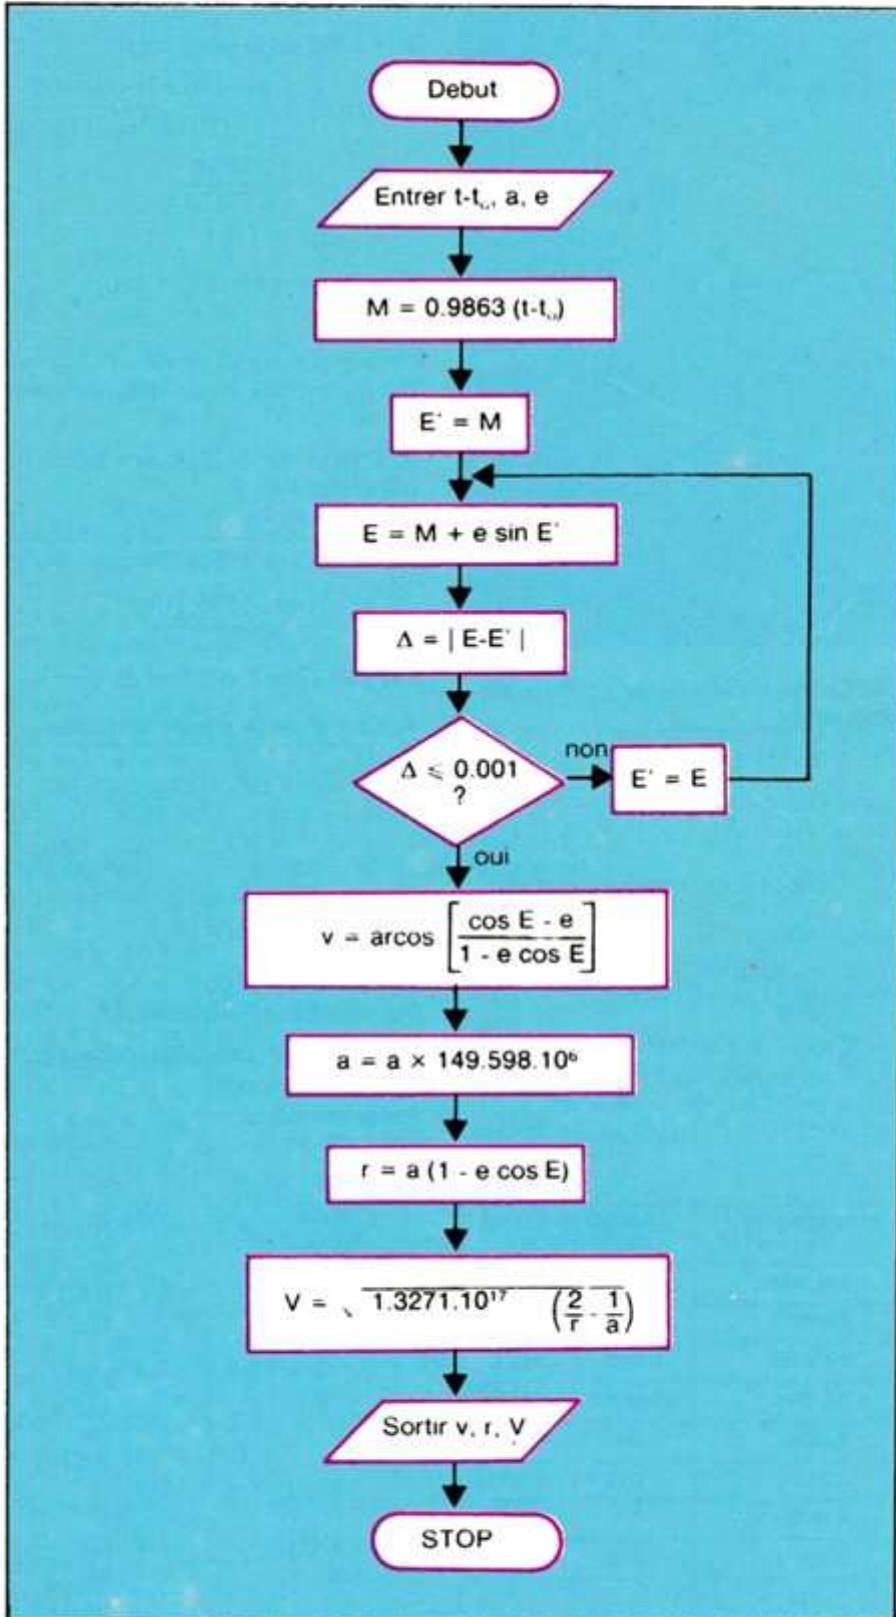 Debut
Entrer t-t₀, a, e
M = 0.9863 (t-t₀)
E' = M
E = M + e sin E'
Δ = | E-E' |
Δ ⩽ 0.001
?
non
E' = E
oui
v = arcos [cos E - e / 1 - e cos E]
a = a × 149.598.10⁶
r = a (1 - e cos E)
V = √ 1.3271.10¹⁷ (2/r - 1/a)
Sortir v, r, V
STOP